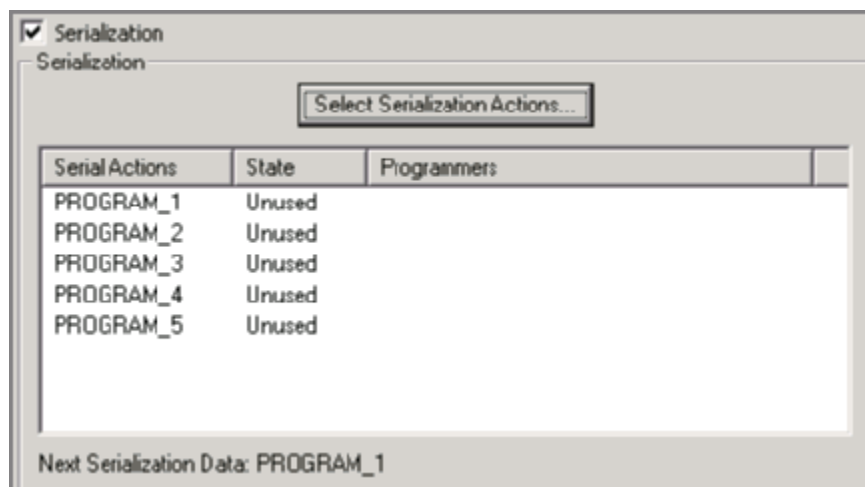 Serialization
Serialization
Select Serialization Actions...
Serial Actions State Programmers
PROGRAM_1 Unused
PROGRAM_2 Unused
PROGRAM_3 Unused
PROGRAM_4 Unused
PROGRAM_5 Unused
Next Serialization Data: PROGRAM_1